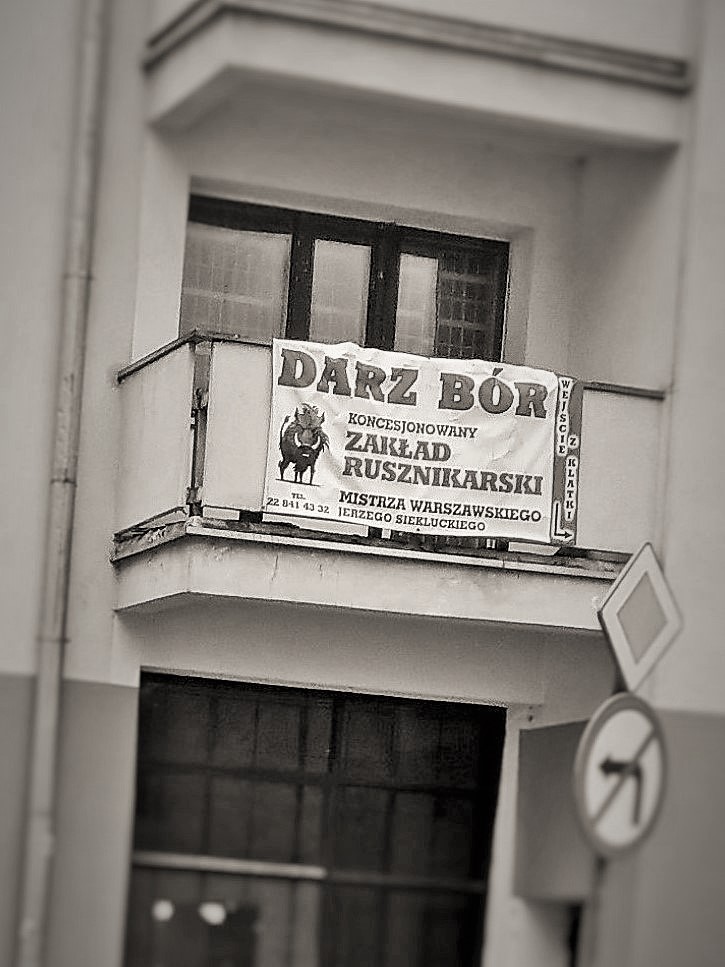 DARZ BÓR
KONCESJONOWANY
ZAKŁAD
RUSZNIKARSKI
TEL.
22 841 43 32
MISTRZA WARSZAWSKIEGO
JERZEGO SIEKLUCKIEGO
WEJŚCIE
Z KLATKI